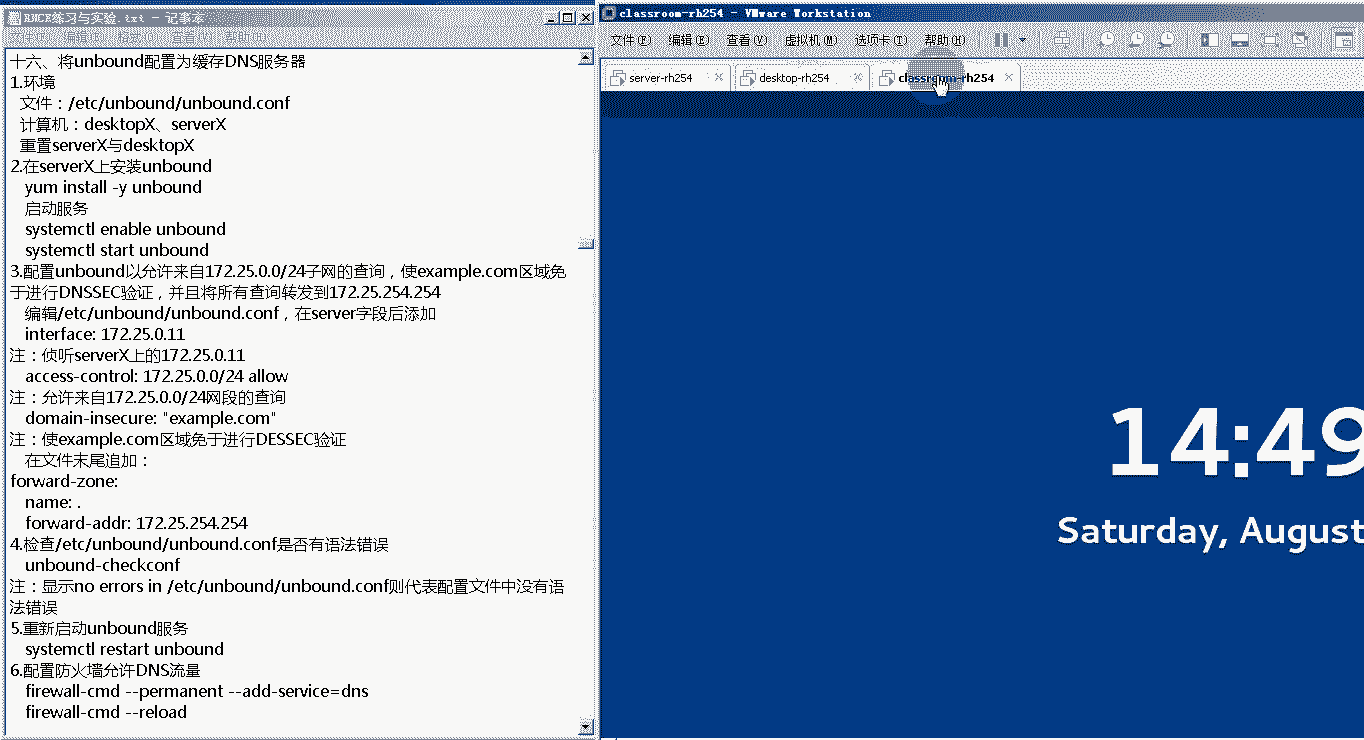 RHCE练习与实验.txt - 记事本
文件(F) 编辑(E) 格式(O) 查看(V) 帮助(H)
十六、将unbound配置为缓存DNS服务器
1.环境
文件：/etc/unbound/unbound.conf
计算机：desktopX、serverX
重置serverX与desktopX
2.在serverX上安装unbound
yum install -y unbound
启动服务
systemctl enable unbound
systemctl start unbound
3.配置unbound以允许来自172.25.0.0/24子网的查询，使example.com区域免
于进行DNSSEC验证，并且将所有查询转发到172.25.254.254
编辑/etc/unbound/unbound.conf，在server字段后添加
interface: 172.25.0.11
注：侦听serverX上的172.25.0.11
access-control: 172.25.0.0/24 allow
注：允许来自172.25.0.0/24网段的查询
domain-insecure: "example.com"
注：使example.com区域免于进行DESSEC验证
在文件末尾追加：
forward-zone:
name: .
forward-addr: 172.25.254.254
4.检查/etc/unbound/unbound.conf是否有语法错误
unbound-checkconf
注：显示no errors in /etc/unbound/unbound.conf则代表配置文件中没有语
法错误
5.重新启动unbound服务
systemctl restart unbound
6.配置防火墙允许DNS流量
firewall-cmd --permanent --add-service=dns
firewall-cmd --reload
classroom-rh254 - VMware Workstation
文件(F) 编辑(E) 查看(V) 虚拟机(M) 选项卡(T) 帮助(H)
server-rh254 desktop-rh254 classroom-rh254
14:49
Saturday, August